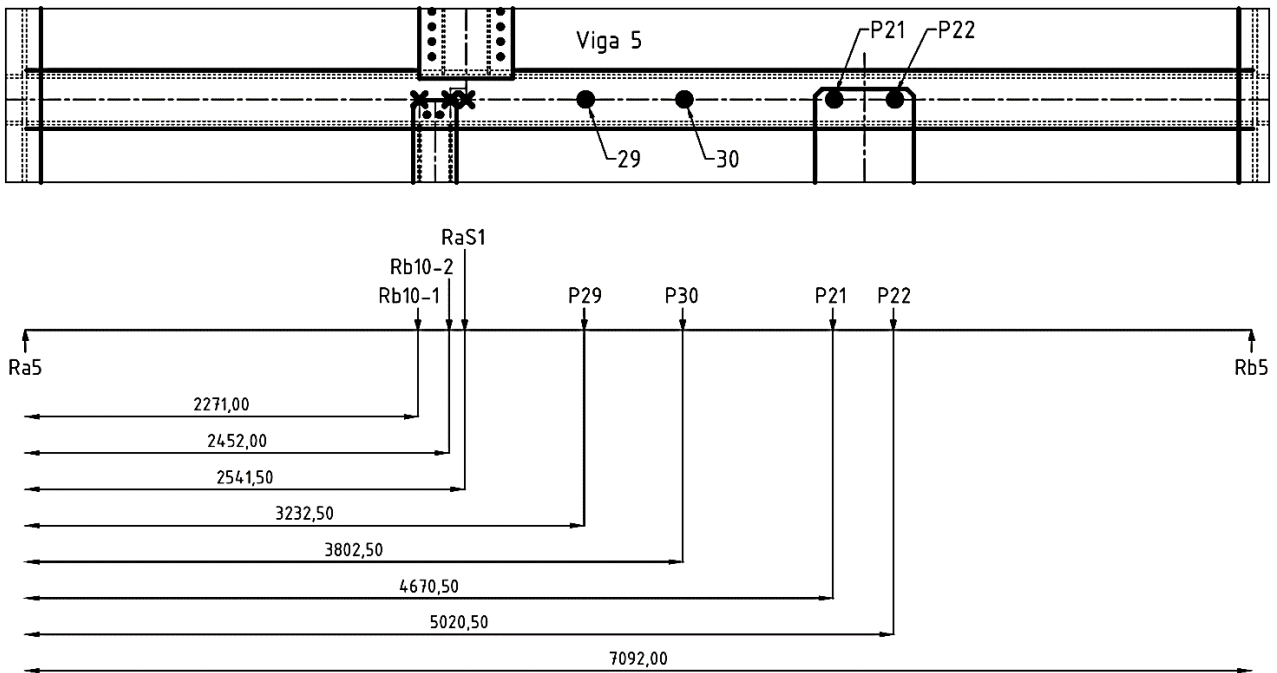 Viga 5
P21
P22
29
30
RaS1
Rb10-2
Rb10-1
P29
P30
P21
P22
Ra5
Rb5
2271,00
2452,00
2541,50
3232,50
3802,50
4670,50
5020,50
7092,00